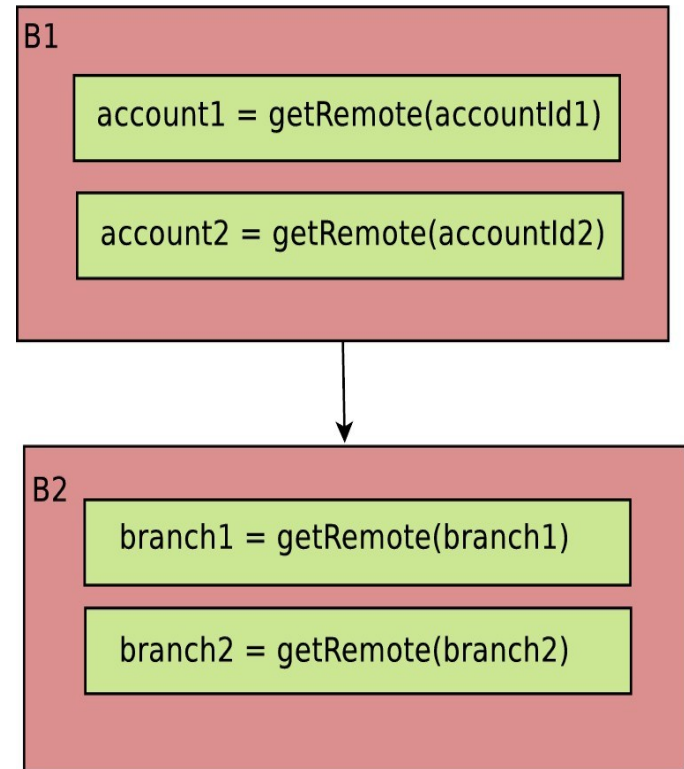 B1
account1 = getRemote(accountId1)
account2 = getRemote(accountId2)
B2
branch1 = getRemote(branch1)
branch2 = getRemote(branch2)